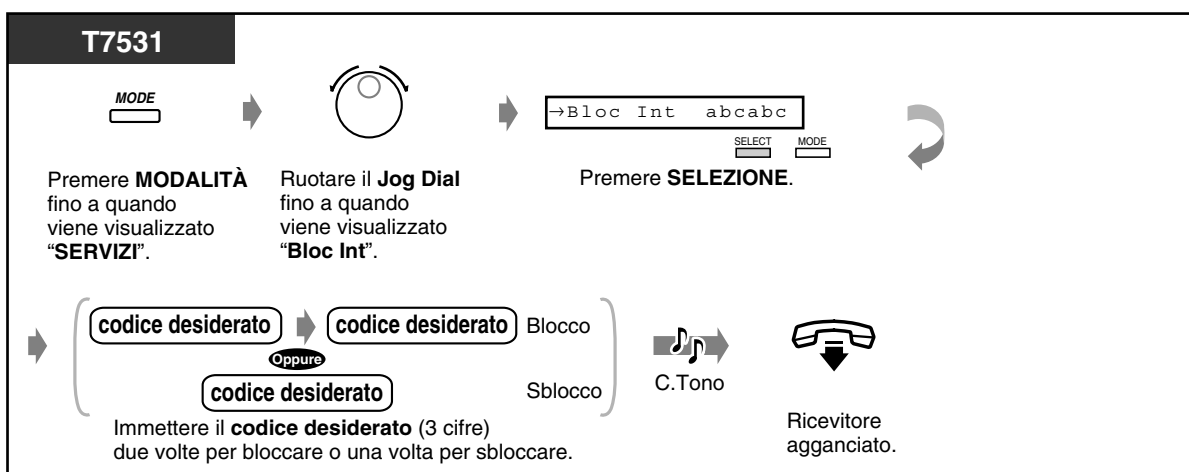 T7531
MODE
→Bloc Int abcabc
SELECT MODE
Premere MODALITÀ
fino a quando
viene visualizzato
“SERVIZI”.
Ruotare il Jog Dial
fino a quando
viene visualizzato
“Bloc Int”.
Premere SELEZIONE.
codice desiderato codice desiderato Blocco
Oppure
codice desiderato Sblocco
Immettere il codice desiderato (3 cifre)
due volte per bloccare o una volta per sbloccare.
C.Tono
Ricevitore
agganciato.